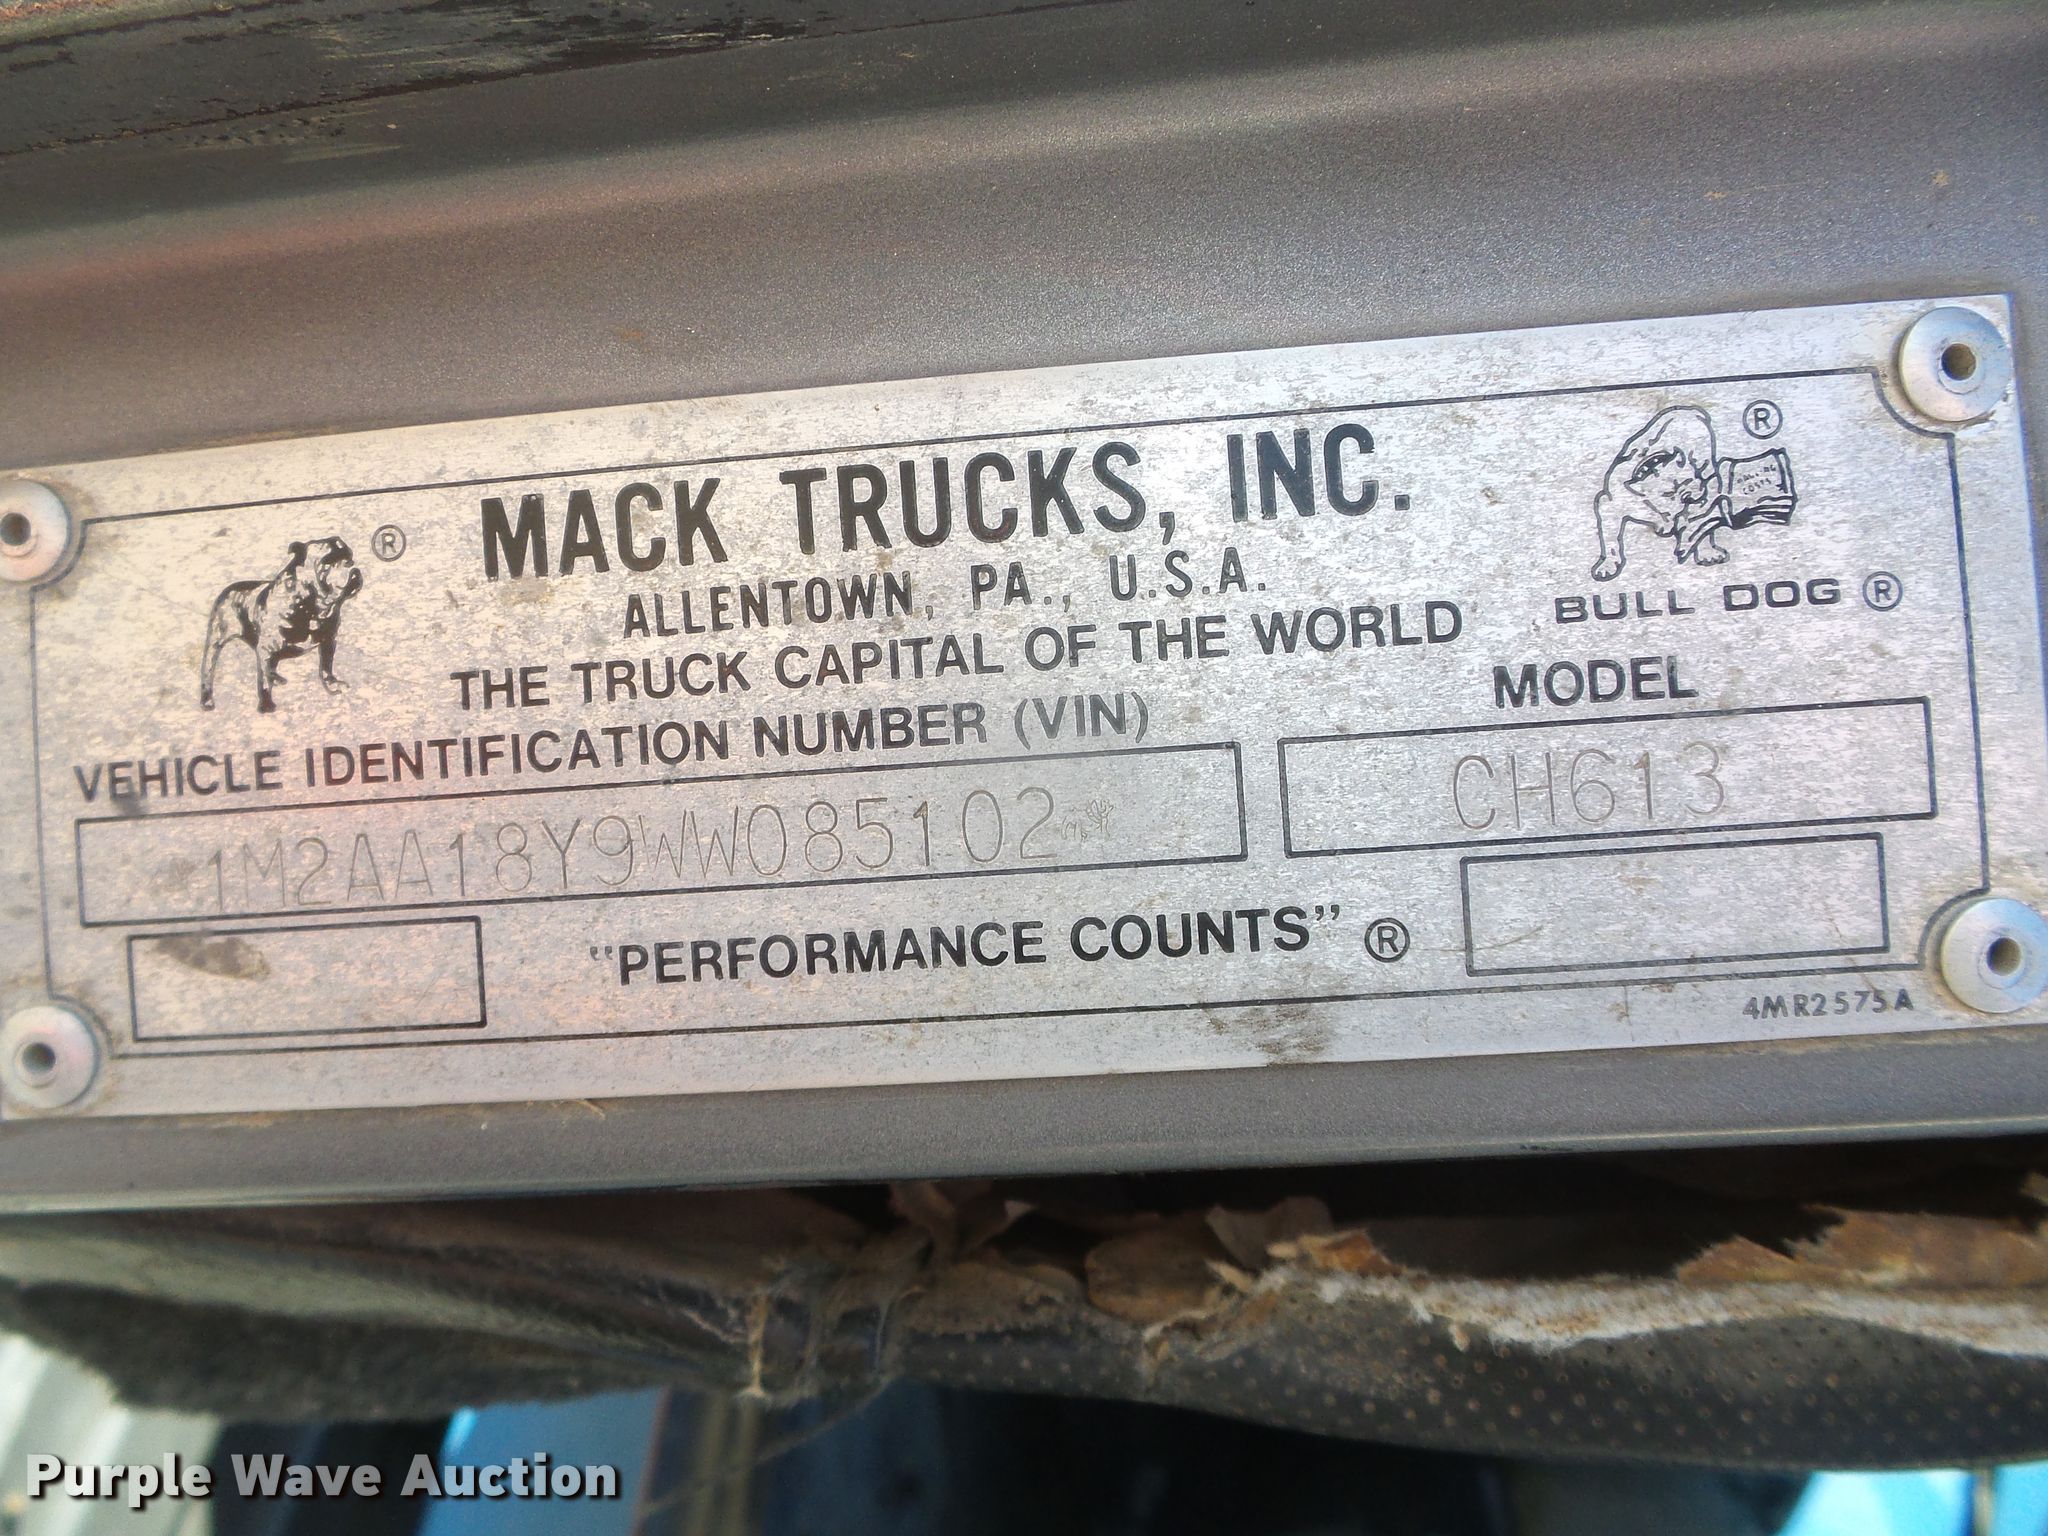 MACK TRUCKS, INC.
ALLENTOWN, PA., U.S.A.
THE TRUCK CAPITAL OF THE WORLD
BULL DOG ®
VEHICLE IDENTIFICATION NUMBER (VIN)
MODEL
1M2AA18Y9WW085102
CH613
"PERFORMANCE COUNTS" ®
4MR2575A
Purple Wave Auction